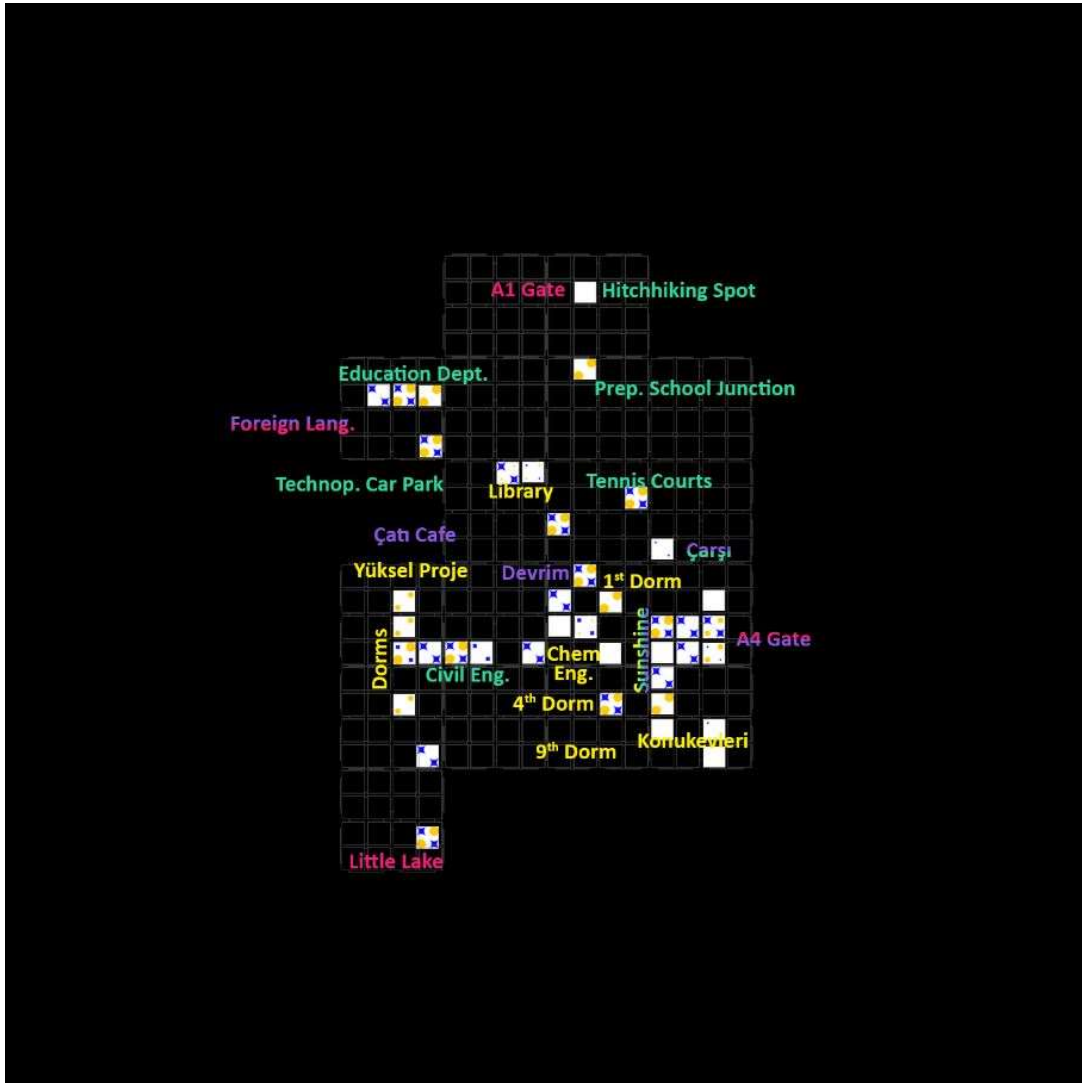 A1 Gate
Hitchhiking Spot
Education Dept.
Prep. School Junction
Foreign Lang.
Technop. Car Park
Library
Tennis Courts
Çatı Cafe
Çarşı
Yüksel Proje
Devrim
1st Dorm
Dorms
Sunshine
A4 Gate
Civil Eng.
Chem
Eng.
4th Dorm
9th Dorm
Konukevleri
Little Lake